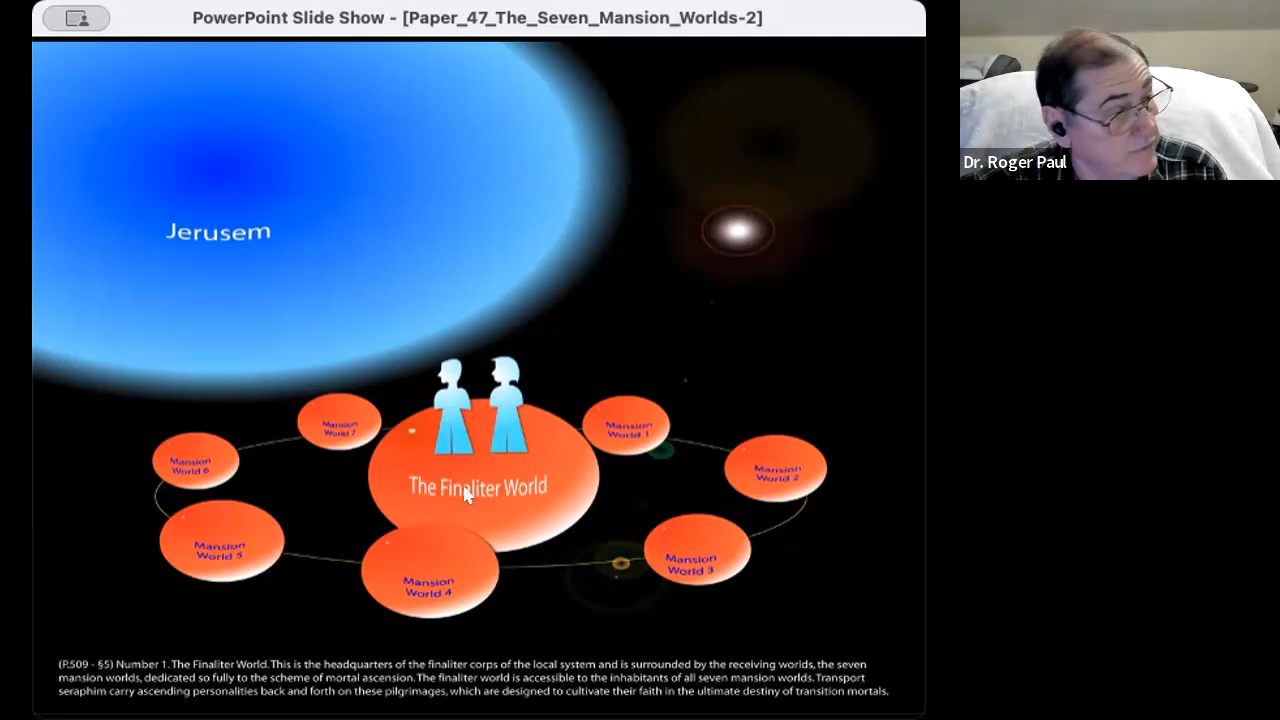 PowerPoint Slide Show - [Paper_47_The_Seven_Mansion_Worlds-2]
Dr. Roger Paul
Jerusem
Mansion
World 7
Mansion
World 1
Mansion
World 6
Mansion
World 2
The Finaliter World
Mansion
World 5
Mansion
World 3
Mansion
World 4
(P.509 - §5) Number 1. The Finaliter World. This is the headquarters of the finaliter corps of the local system and is surrounded by the receiving worlds, the seven
mansion worlds, dedicated so fully to the scheme of mortal ascension. The finaliter world is accessible to the inhabitants of all seven mansion worlds. Transport
seraphim carry ascending personalities back and forth on these pilgrimages, which are designed to cultivate their faith in the ultimate destiny of transition mortals.